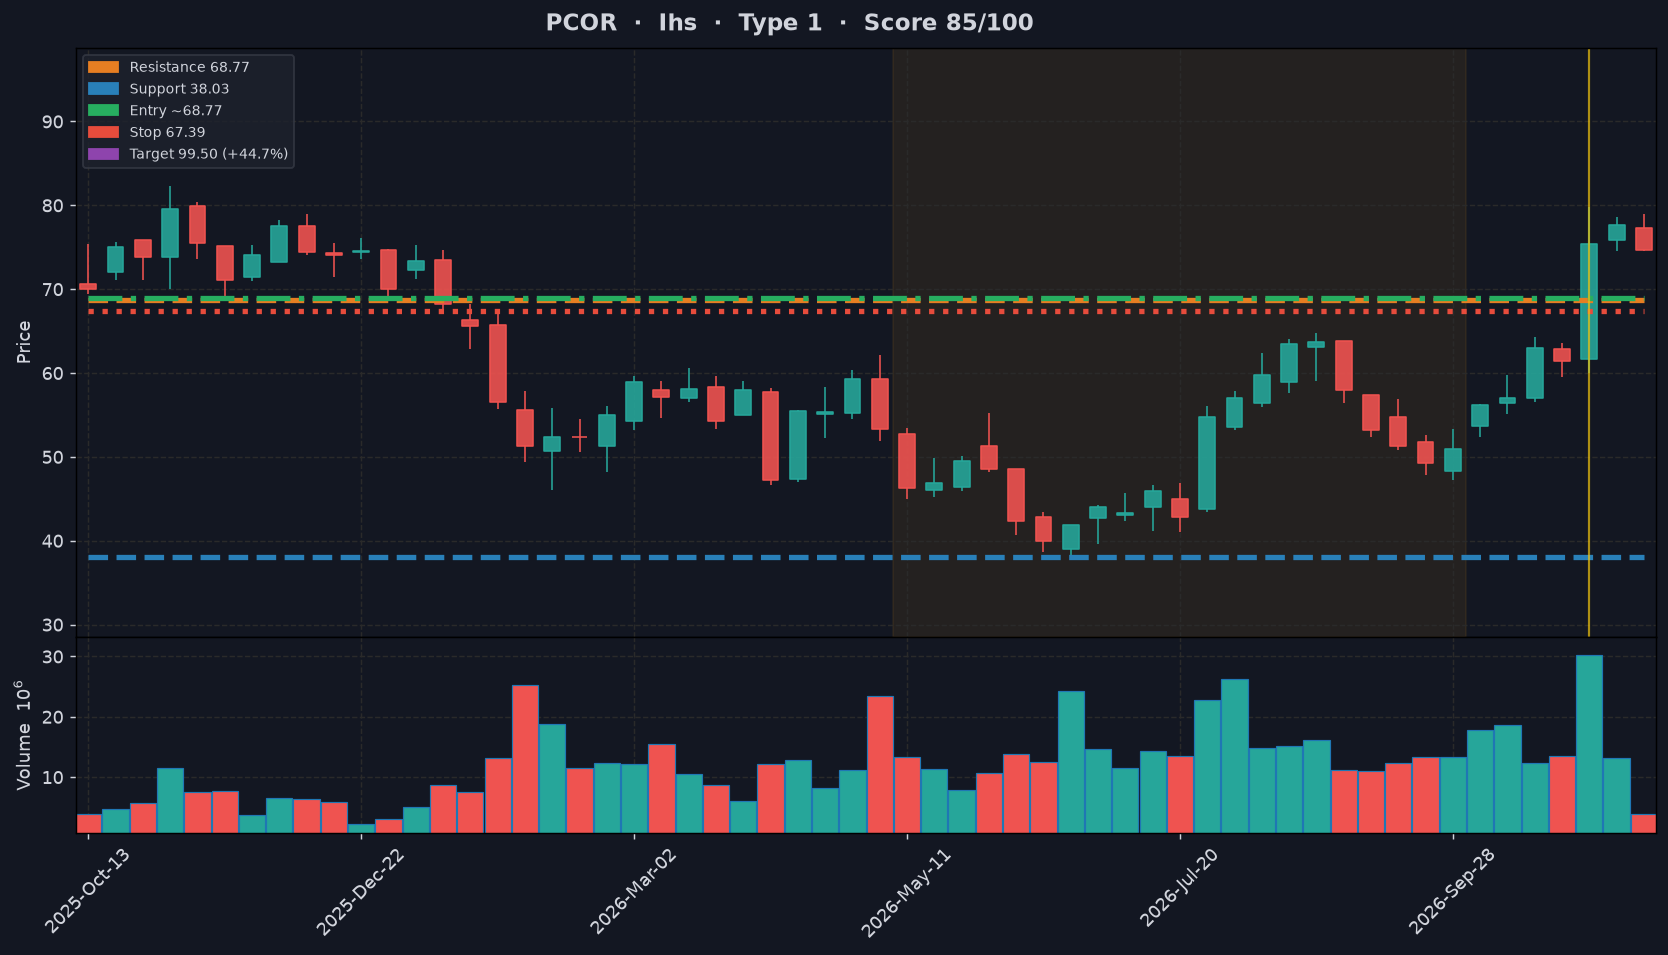 PCOR · Ihs · Type 1 · Score 85/100
Resistance 68.77
Support 38.03
Entry ~68.77
Stop 67.39
Target 99.50 (+44.7%)
Price
90
80
70
60
50
40
30
Volume 10⁶
30
20
10
2025-Oct-13
2025-Dec-22
2026-Mar-02
2026-May-11
2026-Jul-20
2026-Sep-28